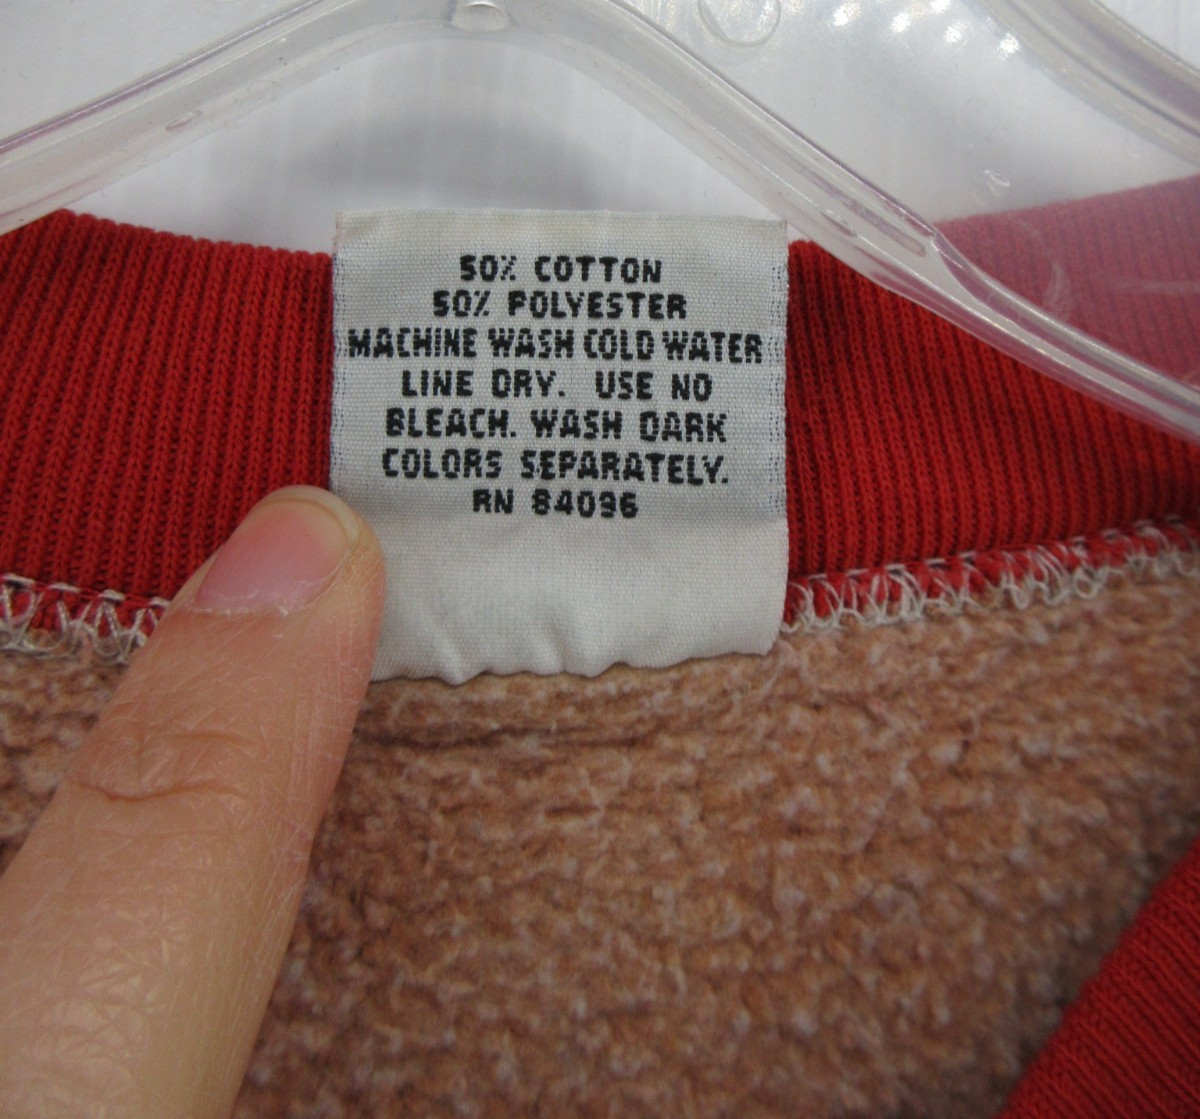 50% COTTON
50% POLYESTER
MACHINE WASH COLD WATER
LINE DRY. USE NO
BLEACH. WASH DARK
COLORS SEPARATELY.
RN 84096